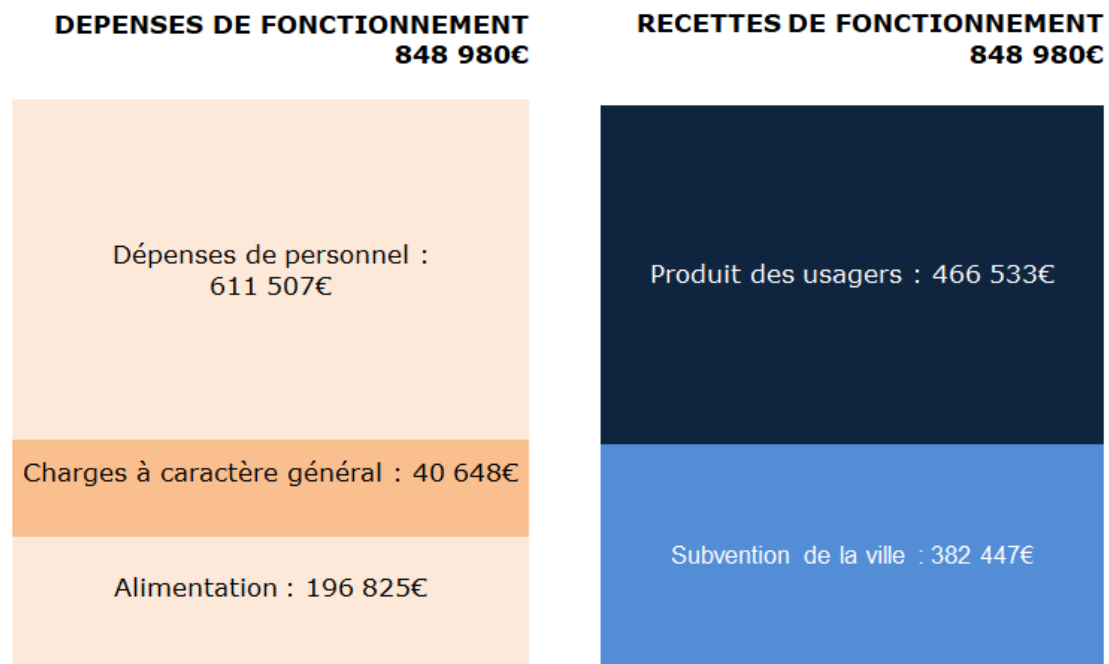 DEPENSES DE FONCTIONNEMENT
848 980€
Dépenses de personnel :
611 507€
Charges à caractère général : 40 648€
Alimentation : 196 825€
RECETTES DE FONCTIONNEMENT
848 980€
Produit des usagers : 466 533€
Subvention de la ville : 382 447€